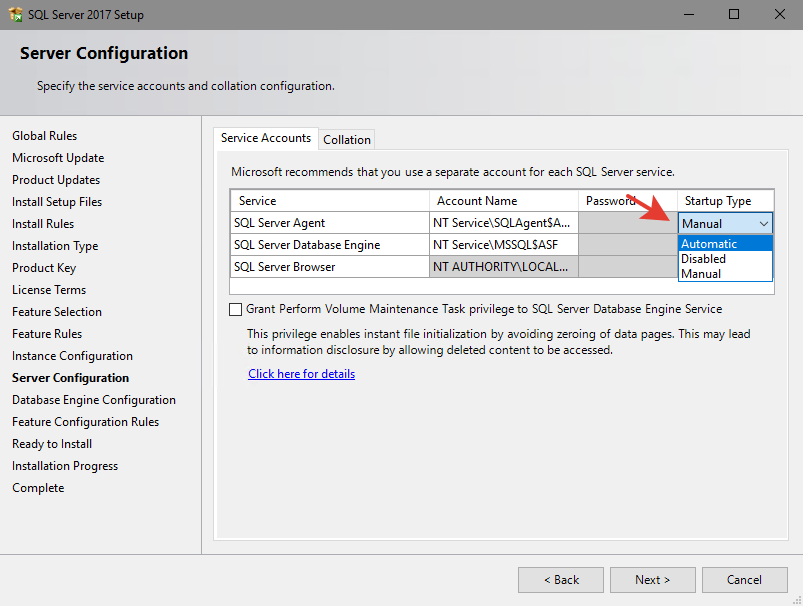 SQL Server 2017 Setup
Server Configuration
Specify the service accounts and collation configuration.
Global Rules
Microsoft Update
Product Updates
Install Setup Files
Install Rules
Installation Type
Product Key
License Terms
Feature Selection
Feature Rules
Instance Configuration
Server Configuration
Database Engine Configuration
Feature Configuration Rules
Ready to Install
Installation Progress
Complete
Service Accounts Collation
Microsoft recommends that you use a separate account for each SQL Server service.
Service Account Name Password Startup Type
SQL Server Agent NT Service\SQLAgent$A... Manual
SQL Server Database Engine NT Service\MSSQL$ASF Automatic
Disabled
SQL Server Browser NT AUTHORITY\LOCAL... Manual
Grant Perform Volume Maintenance Task privilege to SQL Server Database Engine Service
This privilege enables instant file initialization by avoiding zeroing of data pages. This may lead
to information disclosure by allowing deleted content to be accessed.
Click here for details
< Back Next > Cancel